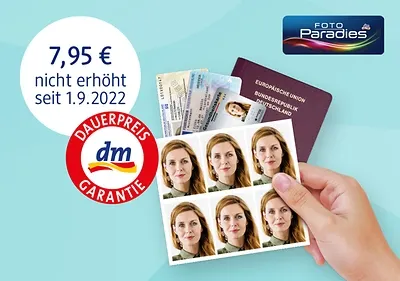 7,95 €
nicht erhöht
seit 1.9.2022
DAUERPREIS
dm
GARANTIE
FOTO
Paradies
EUROPÄISCHE UNION
BUNDESREPUBLIK
DEUTSCHLAND